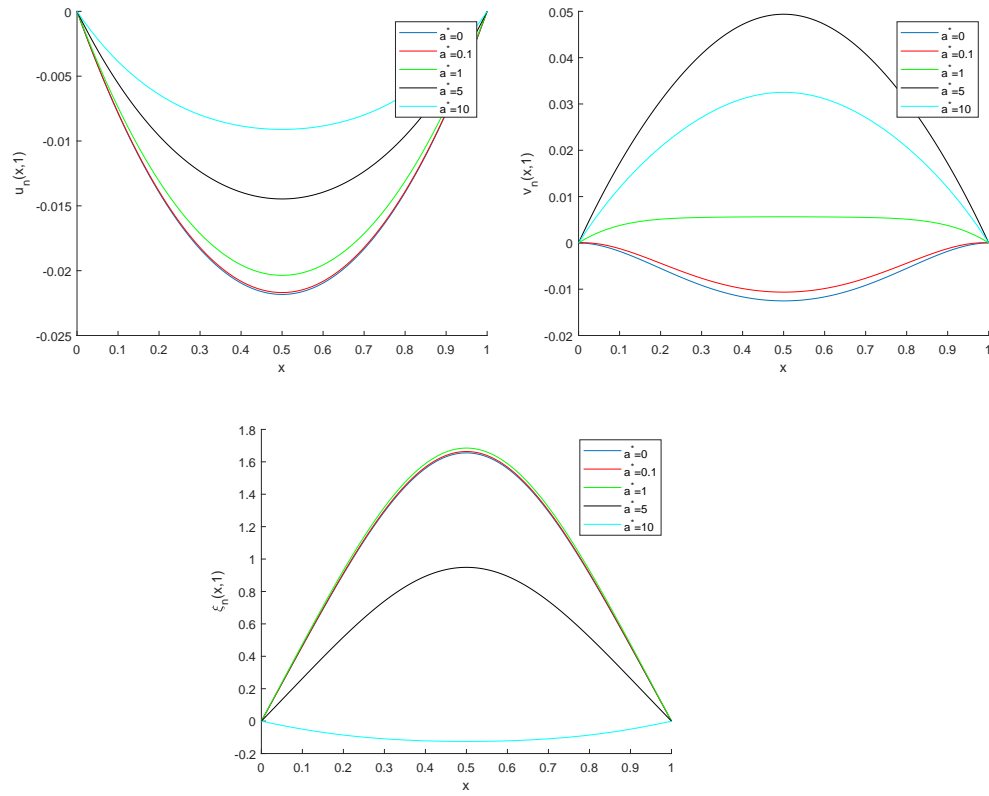 0
-0.005
-0.01
-0.015
-0.02
-0.025
u_n(x,1)
0 0.1 0.2 0.3 0.4 0.5 0.6 0.7 0.8 0.9 1
x
a^*=0
a^*=0.1
a^*=1
a^*=5
a^*=10
0.05
0.04
0.03
0.02
0.01
0
-0.01
-0.02
v_n(x,1)
0 0.1 0.2 0.3 0.4 0.5 0.6 0.7 0.8 0.9 1
x
a^*=0
a^*=0.1
a^*=1
a^*=5
a^*=10
1.8
1.6
1.4
1.2
1
0.8
0.6
0.4
0.2
0
-0.2
ξ_n(x,1)
0 0.1 0.2 0.3 0.4 0.5 0.6 0.7 0.8 0.9 1
x
a^*=0
a^*=0.1
a^*=1
a^*=5
a^*=10